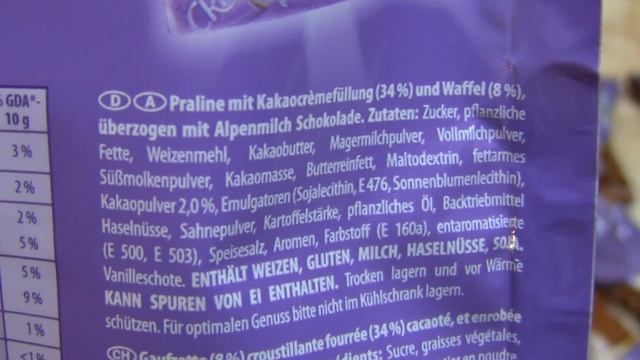 % GDA*-
10 g
3 %
2 %
2 %
5 %
5 %
9 %
1 %
<1%
D A Praline mit Kakaocrèmefüllung (34 %) und Waffel (8 %),
überzogen mit Alpenmilch Schokolade. Zutaten: Zucker, pflanzliche
Fette, Weizenmehl, Kakaobutter, Magermilchpulver, Vollmilchpulver,
Süßmolkenpulver, Kakaomasse, Butterreinfett, Maltodextrin, fettarmes
Kakaopulver 2,0 %, Emulgatoren (Sojalecithin, E 476, Sonnenblumenlecithin),
Haselnüsse, Sahnepulver, Kartoffelstärke, pflanzliches Öl, Backtriebmittel
(E 500, E 503), Speisesalz, Aromen, Farbstoff (E 160a), entaromatisierte
Vanilleschote. ENTHÄLT WEIZEN, GLUTEN, MILCH, HASELNÜSSE, SOJA.
KANN SPUREN VON EI ENTHALTEN. Trocken lagern und vor Wärme
schützen. Für optimalen Genuss bitte nicht im Kühlschrank lagern.
CH Gaufrette (8 %) croustillante fourrée (34 %) cacaoté, et enrobée
Sucre, graisses végétales,
en poudre